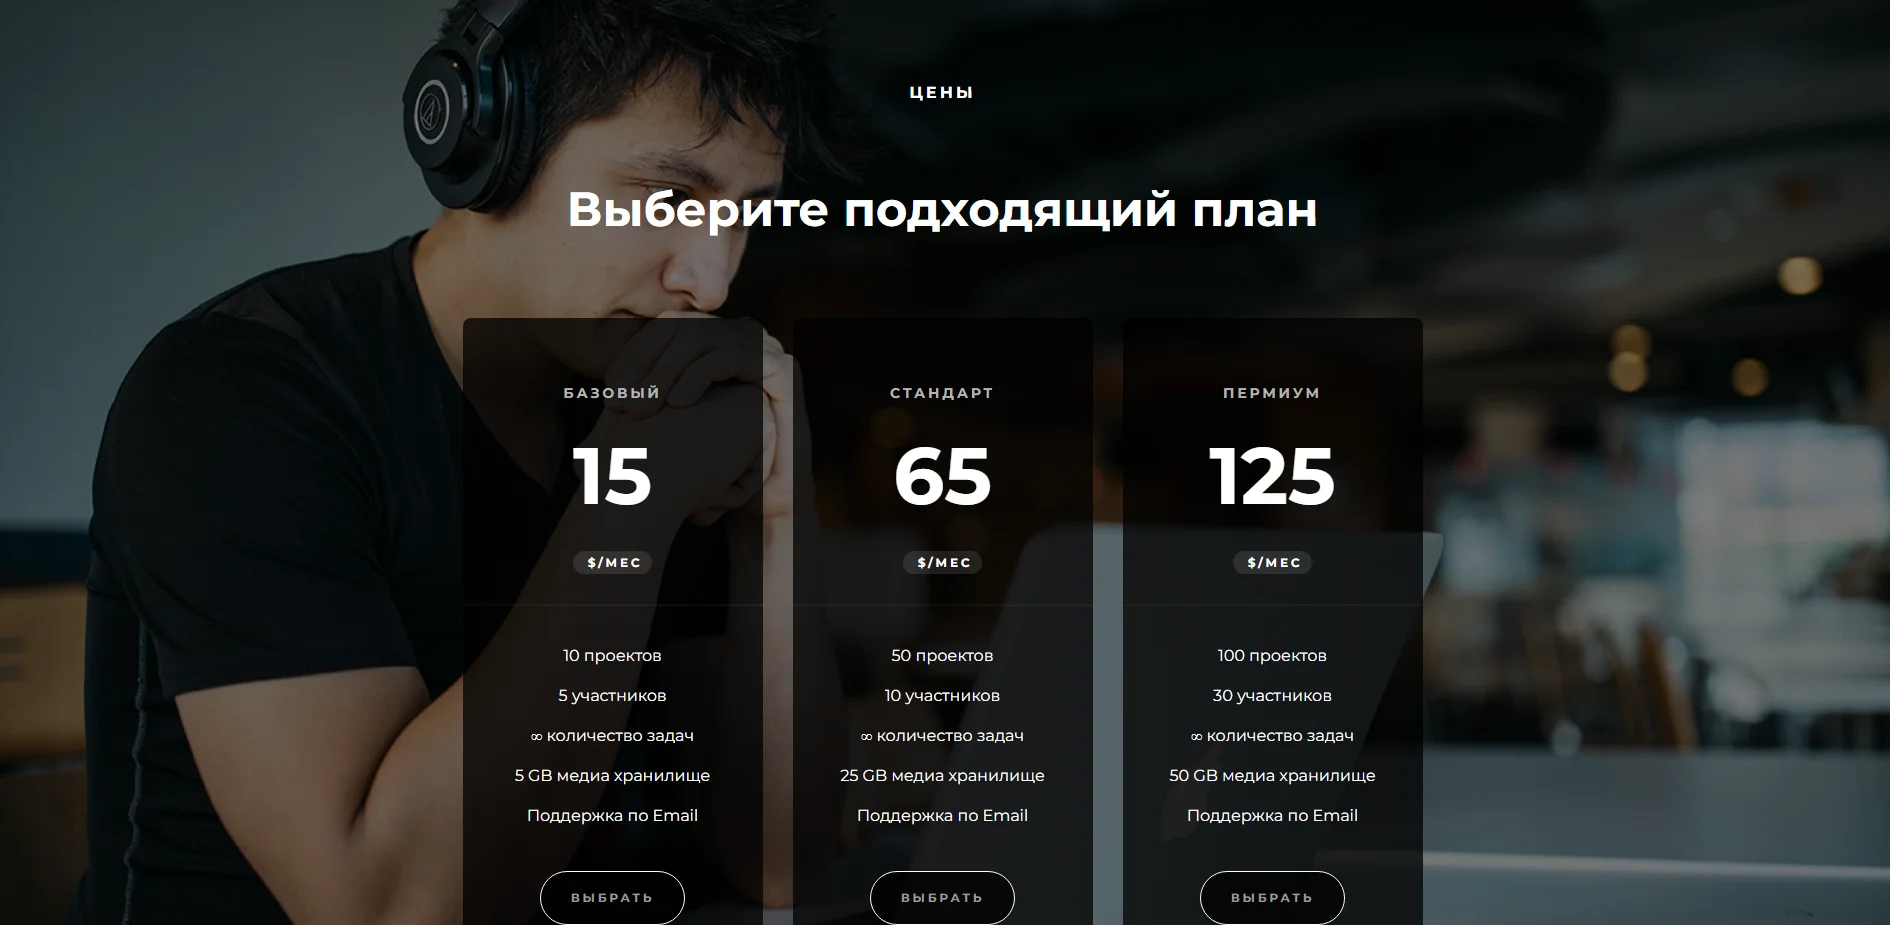 ЦЕНЫ
Выберите подходящий план
БАЗОВЫЙ
15
$/МЕС
10 проектов
5 участников
∞ количество задач
5 GB медиа хранилище
Поддержка по Email
ВЫБРАТЬ
СТАНДАРТ
65
$/МЕС
50 проектов
10 участников
∞ количество задач
25 GB медиа хранилище
Поддержка по Email
ВЫБРАТЬ
ПЕРМИУМ
125
$/МЕС
100 проектов
30 участников
∞ количество задач
50 GB медиа хранилище
Поддержка по Email
ВЫБРАТЬ